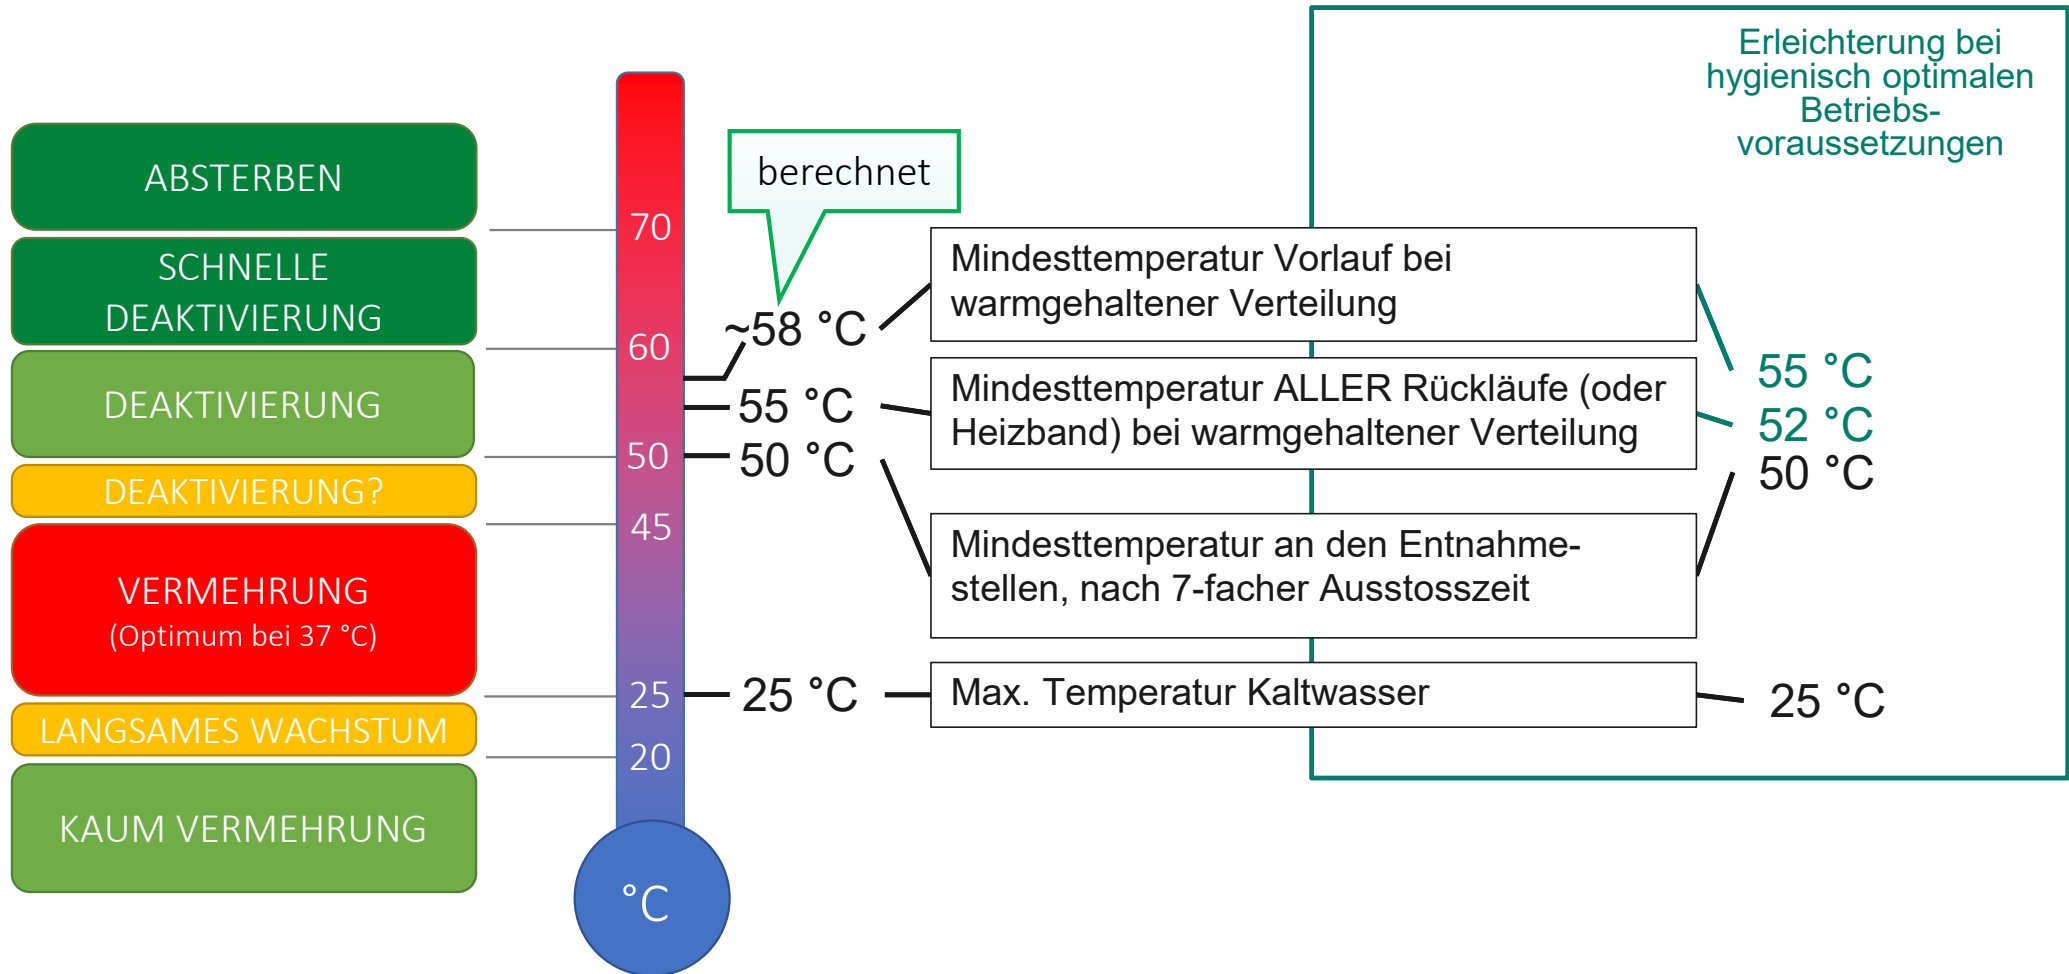 ABSTERBEN
SCHNELLE
DEAKTIVIERUNG
DEAKTIVIERUNG
DEAKTIVIERUNG?
VERMEHRUNG
(Optimum bei 37 °C)
LANGSAMES WACHSTUM
KAUM VERMEHRUNG
70
60
50
45
25
20
°C
berechnet
~58 °C
55 °C
50 °C
25 °C
Mindesttemperatur Vorlauf bei
warmgehaltener Verteilung
Mindesttemperatur ALLER Rückläufe (oder
Heizband) bei warmgehaltener Verteilung
Mindesttemperatur an den Entnahme-
stellen, nach 7-facher Ausstosszeit
Max. Temperatur Kaltwasser
Erleichterung bei
hygienisch optimalen
Betriebs-
voraussetzungen
55 °C
52 °C
50 °C
25 °C